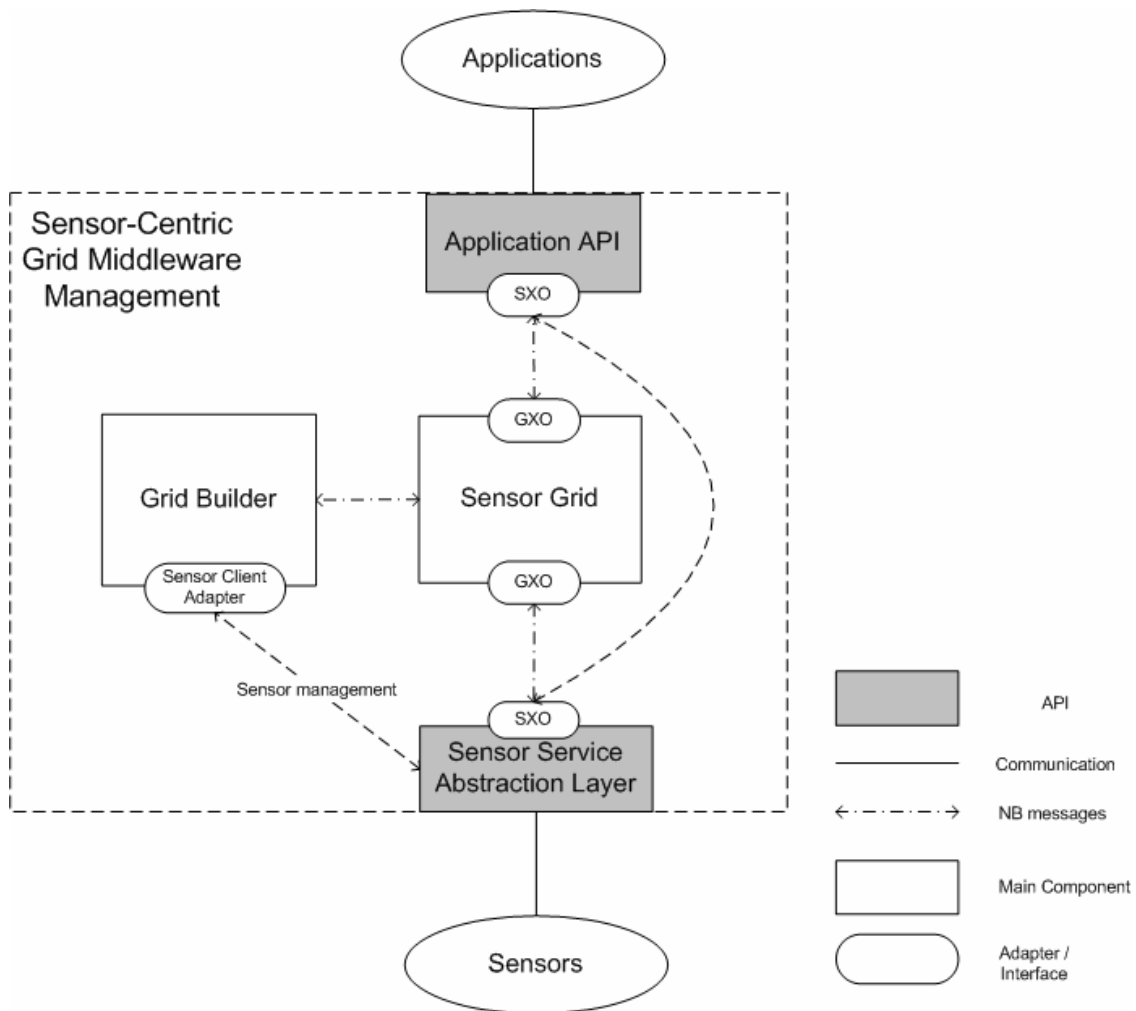 Applications
Sensor-Centric
Grid Middleware
Management
Application API
SXO
GXO
Grid Builder
Sensor Grid
Sensor Client
Adapter
GXO
Sensor management
SXO
Sensor Service
Abstraction Layer
Sensors
API
Communication
NB messages
Main Component
Adapter /
Interface